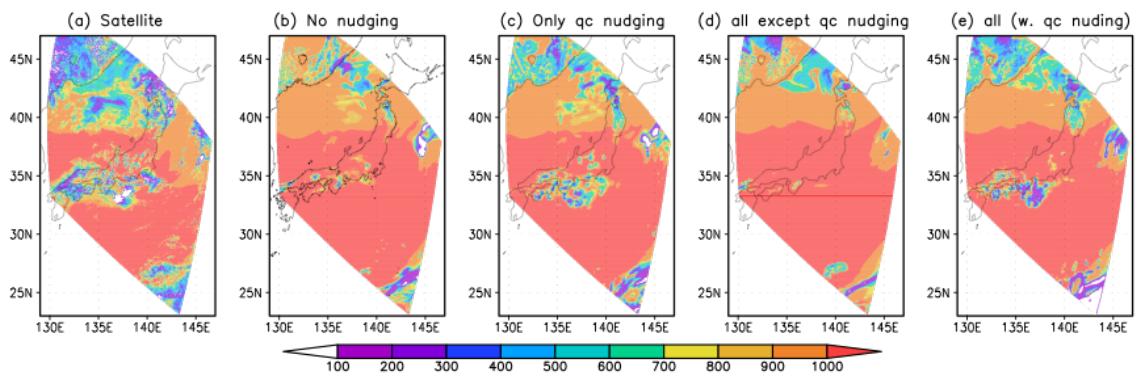 (a) Satellite (b) No nudging (c) Only qc nudging (d) all except qc nudging (e) all (w. qc nuding)
45N 45N 45N 45N 45N
40N 40N 40N 40N 40N
35N 35N 35N 35N 35N
30N 30N 30N 30N 30N
25N 25N 25N 25N 25N
130E 135E 140E 145E 130E 135E 140E 145E 130E 135E 140E 145E 130E 135E 140E 145E 130E 135E 140E 145E
100 200 300 400 500 600 700 800 900 1000